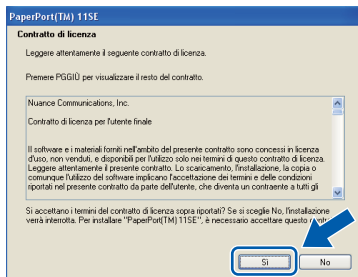 PaperPort(TM) 11SE
Contratto di licenza
Leggere attentamente il seguente contratto di licenza.
Premere PGGIÙ per visualizzare il resto del contratto.
Nuance Communications, Inc.
Contratto di licenza per l'utente finale
Il software e i materiali forniti nell'ambito del presente contratto sono concessi in licenza
d'uso, non venduti, e disponibili per l'utilizzo solo nei termini di questo contratto di licenza.
Leggere attentamente il presente contratto. Lo scaricamento, l'installazione, la copia o
comunque l'utilizzo del software implicano l'accettazione dei termini e delle condizioni
riportati nel presente contratto da parte dell'utente, che diventa un contraente a tutti gli
Si accettano i termini del contratto di licenza sopra riportati? Se si sceglie No, l'installazione
verrà interrotta. Per installare "PaperPort(TM) 11SE", è necessario accettare questo
Sì
No